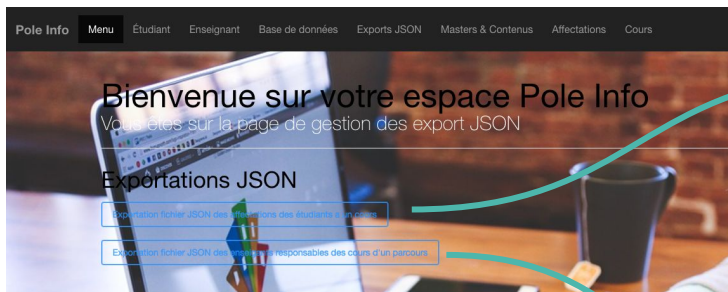 Pole Info Menu Étudiant Enseignant Base de données Exports JSON Masters & Contenus Affectations Cours
Bienvenue sur votre espace Pole Info
Vous êtes sur la page de gestion des export JSON
Exportations JSON
Exportation fichier JSON des affectations des étudiants à un cours
Exportation fichier JSON des enseignants responsables des cours d'un parcours